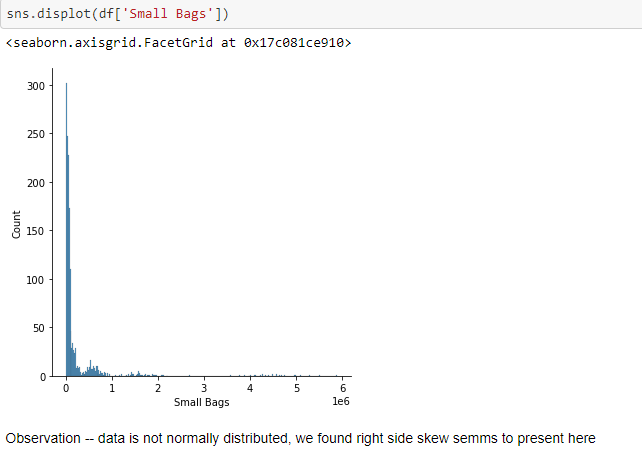 sns.displot(df['Small Bags'])
<seaborn.axisgrid.FacetGrid at 0x17c081ce910>
300
250
200
150
100
50
0
Count
0 1 2 3 4 5 6
1e6
Small Bags
Observation -- data is not normally distributed, we found right side skew semms to present here